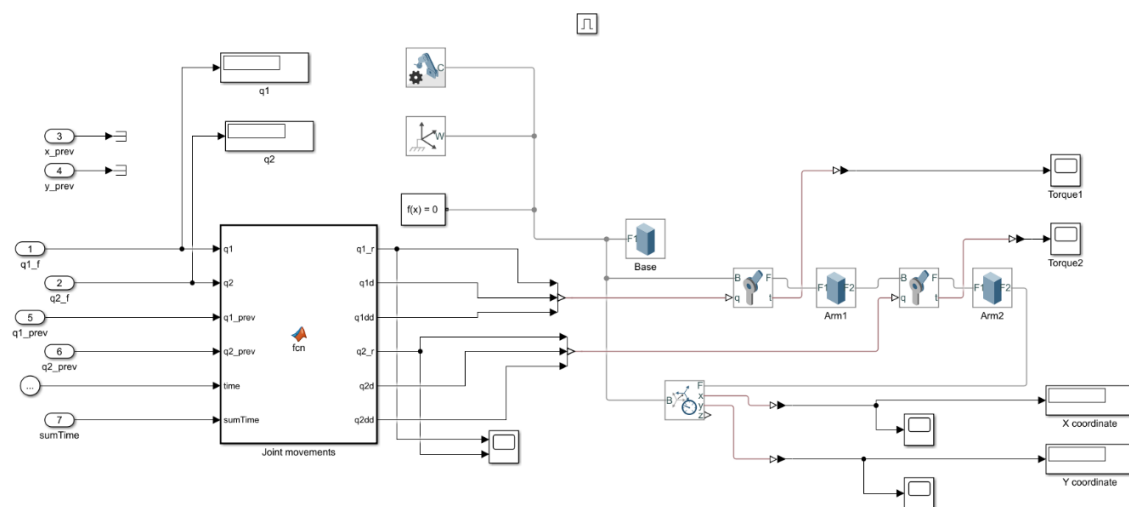 q1
q2
3
x_prev
4
y_prev
1
q1_f
2
q2_f
5
q1_prev
6
q2_prev
...
7
sumTime
q1
q2
q1_prev
q2_prev
time
sumTime
fcn
q1_r
q1d
q1dd
q2_r
q2d
q2dd
Joint movements
C
W
f(x) = 0
F1
Base
B
F
q
t
F1
F2
Arm1
B
F
q
t
F1
F2
Arm2
Torque1
Torque2
B
F
x
y
z
X coordinate
Y coordinate